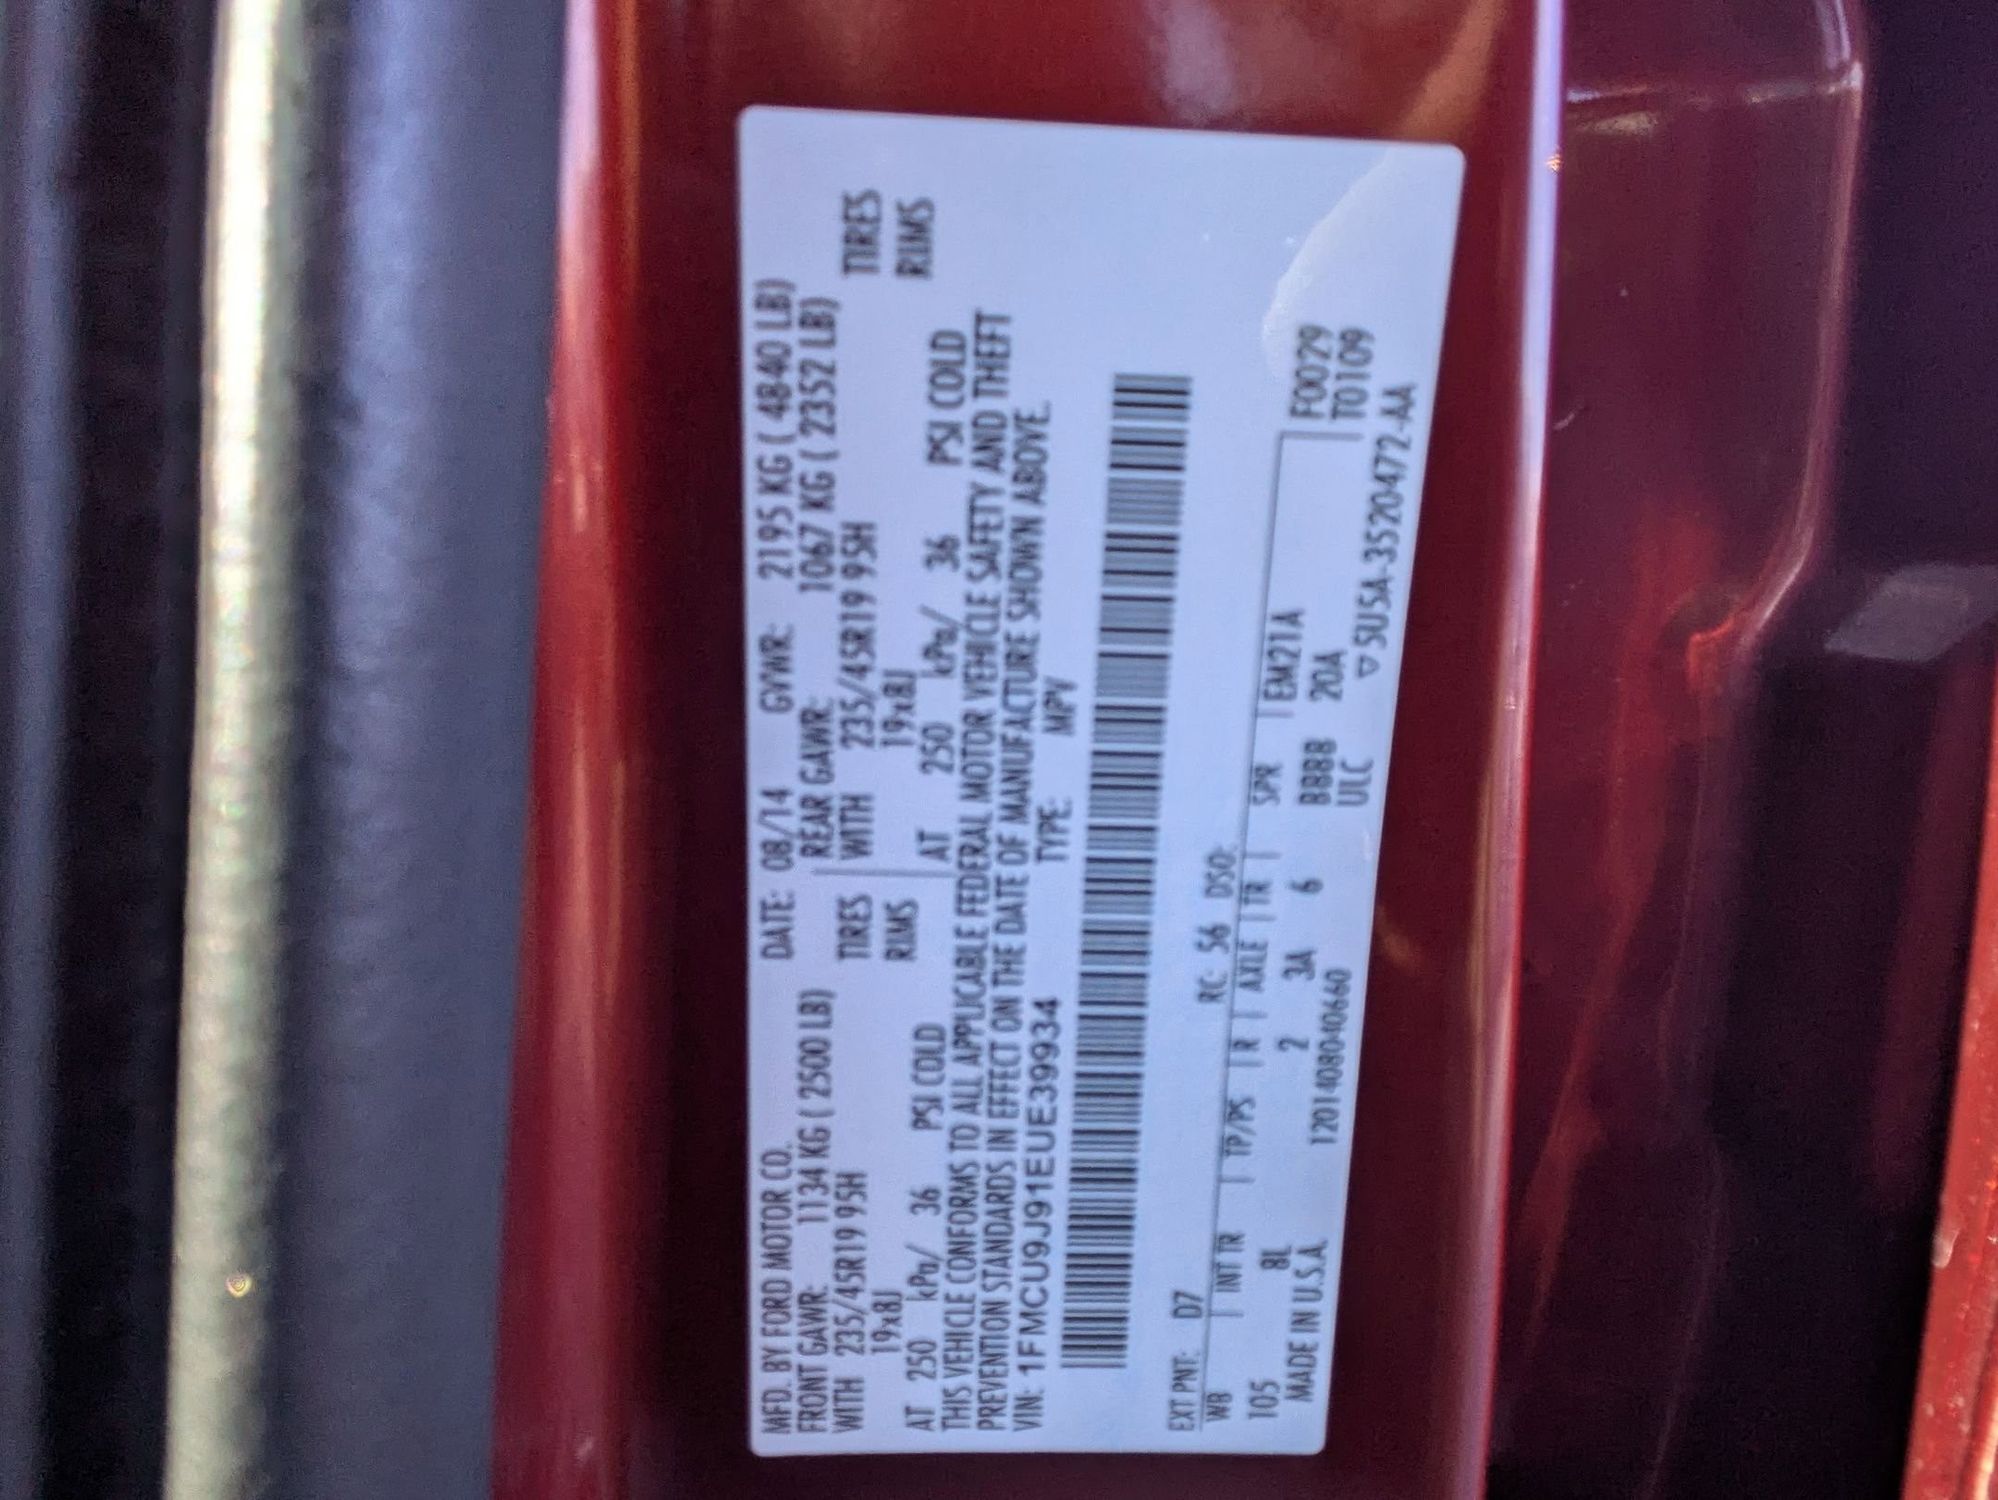 MFD. BY FORD MOTOR CO. DATE: 08/14 GVWR: 2195 KG ( 4840 LB)
FRONT GAWR: 1134 KG ( 2500 LB) REAR GAWR: 1067 KG ( 2352 LB)
WITH 235/45R19 95H TIRES WITH 235/45R19 95H TIRES
19x8J RIMS 19x8J RIMS
AT 250 kPa/ 36 PSI COLD AT 250 kPa/ 36 PSI COLD
THIS VEHICLE CONFORMS TO ALL APPLICABLE FEDERAL MOTOR VEHICLE SAFETY AND THEFT
PREVENTION STANDARDS IN EFFECT ON THE DATE OF MANUFACTURE SHOWN ABOVE.
VIN: 1FMCU9J91EUE39934 TYPE: MPV
EXT PNT: D7 RC: 56 DSO:
WB | INT TR | TP/PS | R | AXLE | TR | SPR | EM21A F0029
105 8L 2 3A 6 BBBB 20A T0109
MADE IN U.S.A. 120140804066O ULC ▽5U5A-3520472-AA